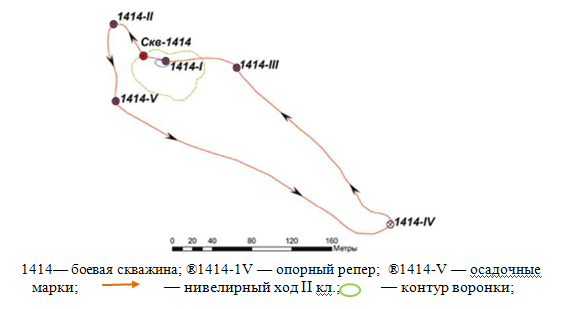 1414-II
Скв-1414
1414-I
1414-III
1414-V
1414-IV
0 20 40 80 120 160
Метры
1414— боевая скважина; ®1414-1V — опорный репер; ®1414-V — осадочные
марки; — нивелирный ход II кл.; — контур воронки;